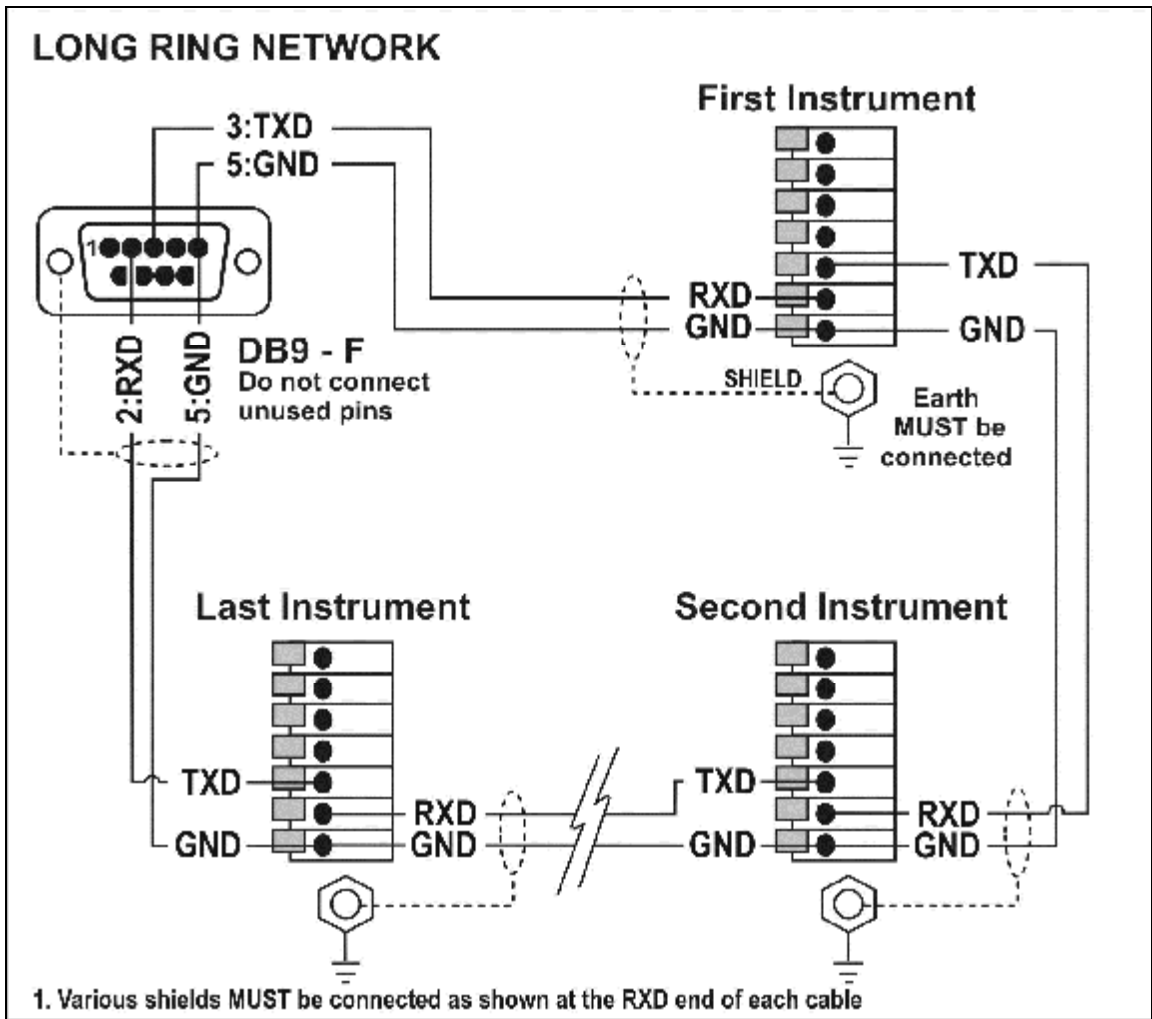 LONG RING NETWORK
First Instrument
3:TXD
5:GND
1
TXD
RXD
GND
GND
2:RXD
5:GND
DB9 - F
Do not connect
unused pins
SHIELD
Earth
MUST be
connected
Last Instrument
Second Instrument
TXD
RXD
GND
GND
TXD
RXD
GND
GND
1. Various shields MUST be connected as shown at the RXD end of each cable